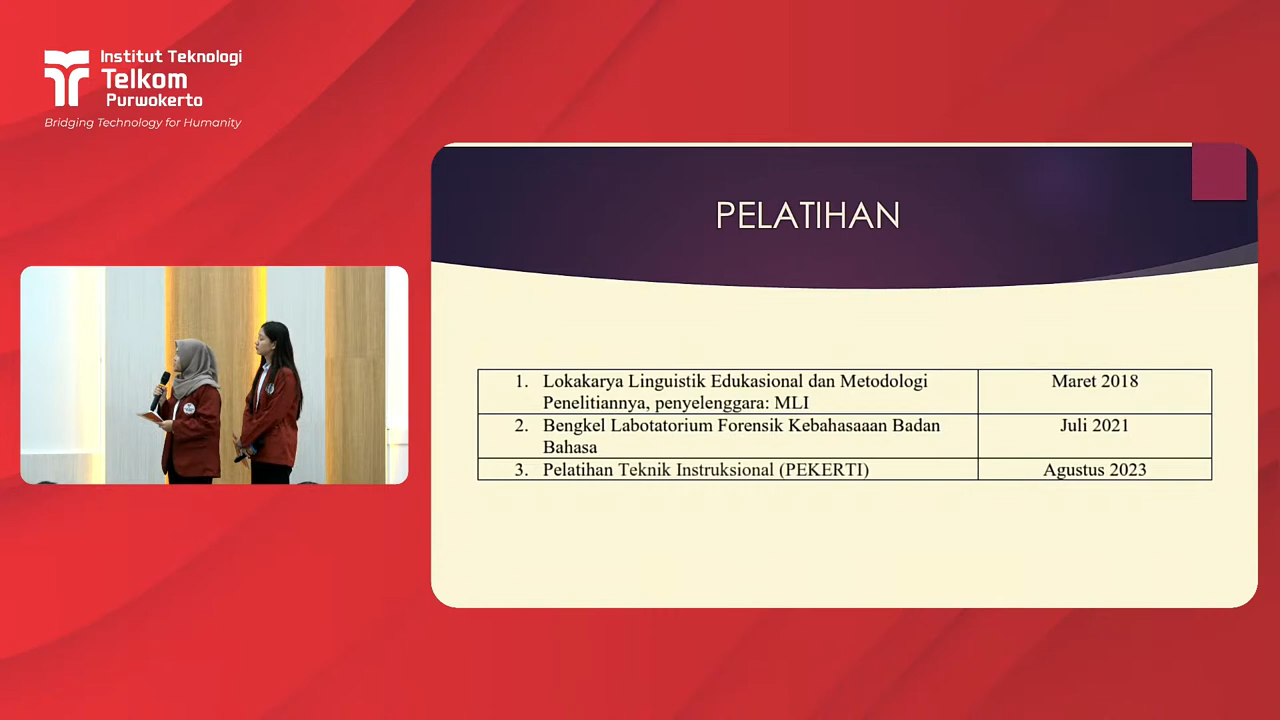 Institut Teknologi
Telkom
Purwokerto
Bridging Technology for Humanity
PELATIHAN
1. Lokakarya Linguistik Edukasional dan Metodologi
Penelitiannya, penyelenggara: MLI
Maret 2018
2. Bengkel Labotatorium Forensik Kebahasaaan Badan
Bahasa
Juli 2021
3. Pelatihan Teknik Instruksional (PEKERTI)
Agustus 2023